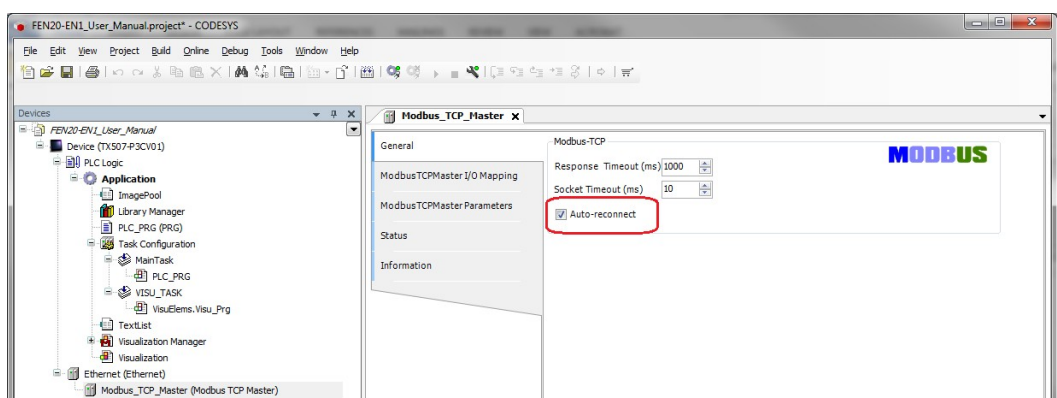 FEN20-EN1_User_Manual.project* - CODESYS
File Edit View Project Build Online Debug Tools Window Help
Devices
FEN20-EN1_User_Manual
Device (TX507-P3CV01)
PLC Logic
Application
ImagePool
Library Manager
PLC_PRG (PRG)
Task Configuration
MainTask
PLC_PRG
VISU_TASK
VisuElems.Visu_Prg
TextList
Visualization Manager
Visualization
Ethernet (Ethernet)
Modbus_TCP_Master (Modbus TCP Master)
Modbus_TCP_Master
General
ModbusTCPMaster I/O Mapping
ModbusTCPMaster Parameters
Status
Information
Modbus-TCP
MODBUS
Response Timeout (ms) 1000
Socket Timeout (ms) 10
Auto-reconnect